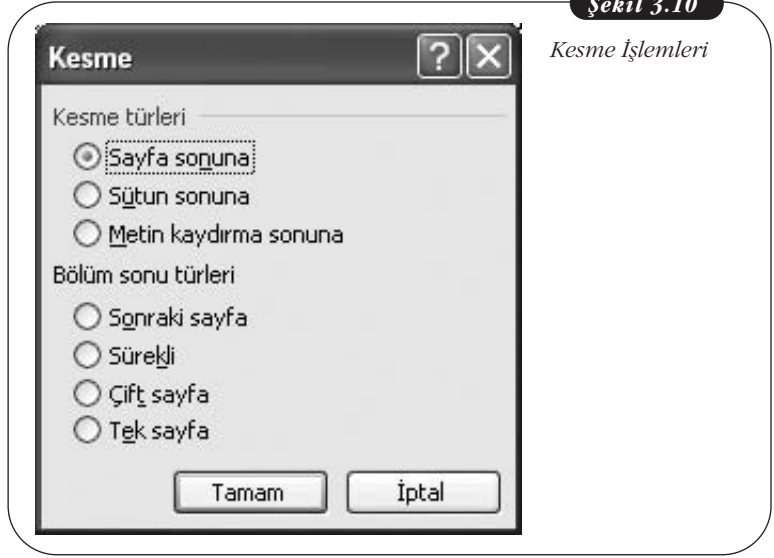 Şekil 3.10
Kesme İşlemleri
Kesme
Kesme türleri
Sayfa sonuna
Sütun sonuna
Metin kaydırma sonuna
Bölüm sonu türleri
Sonraki sayfa
Sürekli
Çift sayfa
Tek sayfa
Tamam
İptal